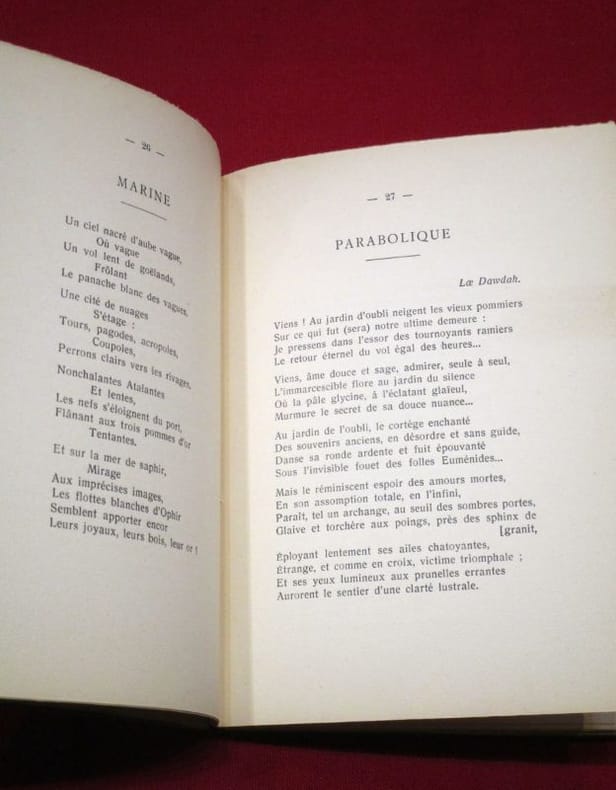 — 26 —
MARINE
Un ciel nacré d'aube vague,
Où vague
Un vol lent de goëlands,
Frôlant
Le panache blanc des vagues,
Une cité de nuages
S'étage :
Tours, pagodes, acropoles,
Coupoles,
Perrons clairs vers les rivages,
Nonchalantes Atalantes
Et lentes,
Les nefs s'éloignent du port,
Flânant aux trois pommes d'or
Tentantes.
Et sur la mer de saphir,
Mirage
Aux imprécises images,
Les flottes blanches d'Ophir
Semblent apporter encor
Leurs joyaux, leurs bois, leur or !
— 27 —
PARABOLIQUE
Læ Dawdah.
Viens ! Au jardin d'oubli neigent les vieux pommiers
Sur ce qui fut (sera) notre ultime demeure :
Je pressens dans l'essor des tournoyants ramiers
Le retour éternel du vol égal des heures...
Viens, âme douce et sage, admirer, seule à seul,
L'immarcescible flore au jardin du silence
Où la pâle glycine, à l'éclatant glaïeul,
Murmure le secret de sa douce nuance...
Au jardin de l'oubli, le cortège enchanté
Des souvenirs anciens, en désordre et sans guide,
Danse sa ronde ardente et fuit épouvanté
Sous l'invisible fouet des folles Euménides...
Mais le réminiscent espoir des amours mortes,
En son assomption totale, en l'infini,
Paraît, tel un archange, au seuil des sombres portes,
Glaive et torchère aux poings, près des sphinx de
[granit,
Éployant lentement ses ailes chatoyantes,
Étrange, et comme en croix, victime triomphale ;
Et ses yeux lumineux aux prunelles errantes
Aurorent le sentier d'une clarté lustrale.